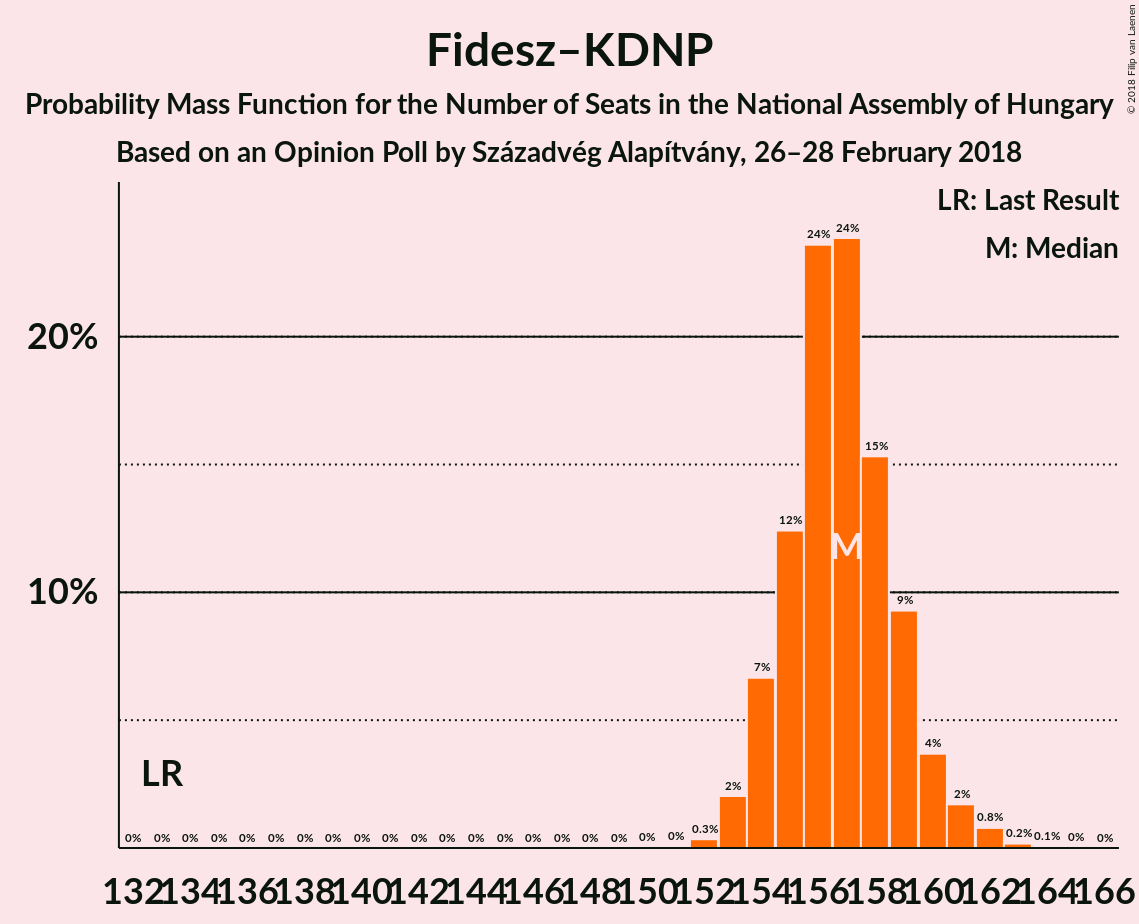 Fidesz–KDNP
Probability Mass Function for the Number of Seats in the National Assembly of Hungary
Based on an Opinion Poll by Századvég Alapítvány, 26–28 February 2018
© 2018 Filip van Laenen
LR: Last Result
M: Median
24% 24%
20%
15%
12%
M
10%
9%
7%
4%
LR
2% 2%
0% 0% 0% 0% 0% 0% 0% 0% 0% 0% 0% 0% 0% 0% 0% 0% 0% 0% 0% 0% 0.3% 0.8% 0.2% 0.1% 0% 0%
132 134 136 138 140 142 144 146 148 150 152 154 156 158 160 162 164 166